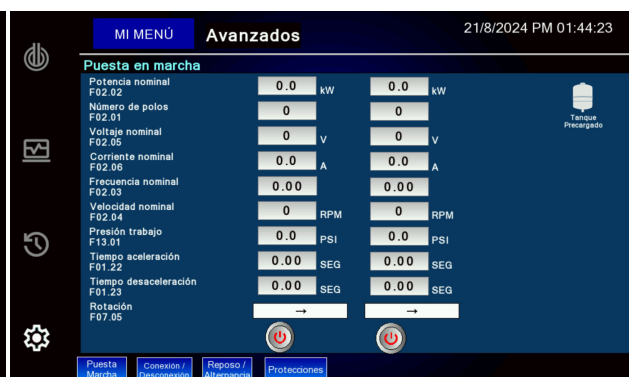 MI MENÚ
Avanzados
21/8/2024 PM 01:44:23
Puesta en marcha
Potencia nominal
F02.02
0.0 kW 0.0 kW
Número de polos
F02.01
0 0
Voltaje nominal
F02.05
0 V 0 V
Corriente nominal
F02.06
0.0 A 0.0 A
Frecuencia nominal
F02.03
0.00 0.00
Velocidad nominal
F02.04
0 RPM 0 RPM
Presión trabajo
F13.01
0.0 PSI 0.0 PSI
Tiempo aceleración
F01.22
0.00 SEG 0.00 SEG
Tiempo desaceleración
F01.23
0.00 SEG 0.00 SEG
Rotación
F07.05
→ →
Tanque
Precargado
Puesta
Marcha
Conexión /
Desconexión
Reposo /
Alternancia
Protecciones